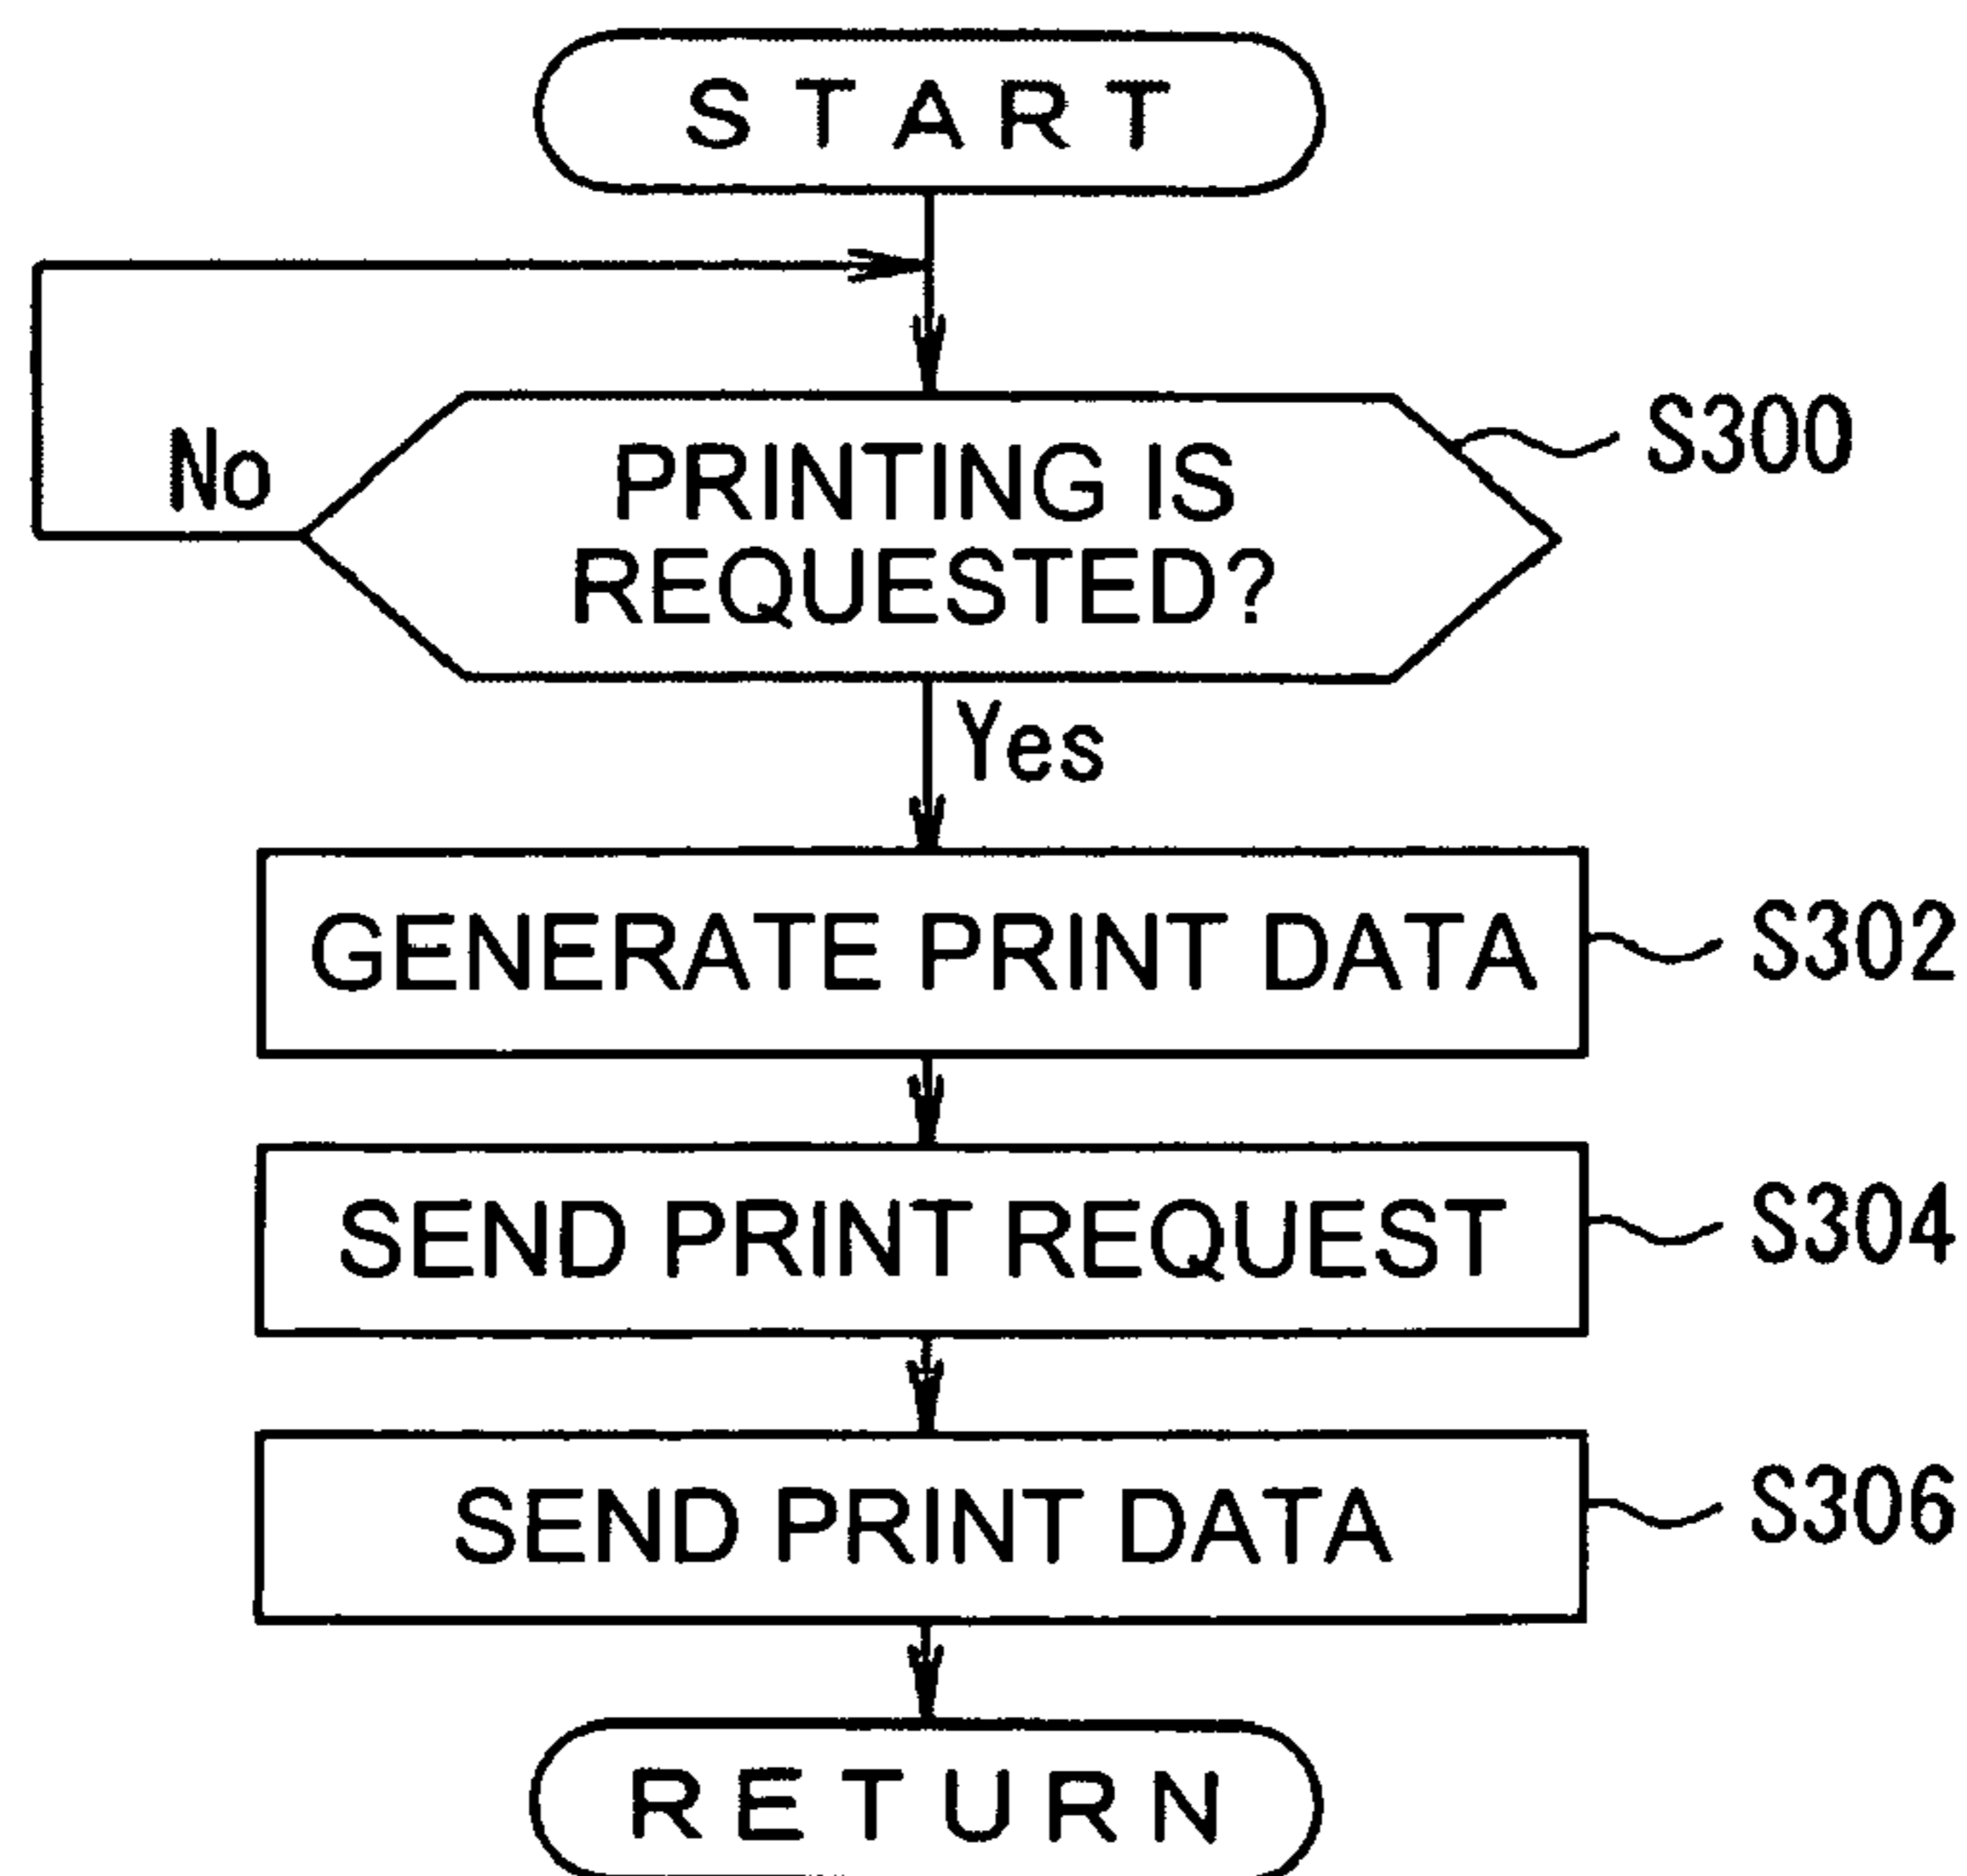 START
No
PRINTING IS
REQUESTED?
S300
Yes
GENERATE PRINT DATA
S302
SEND PRINT REQUEST
S304
SEND PRINT DATA
S306
RETURN